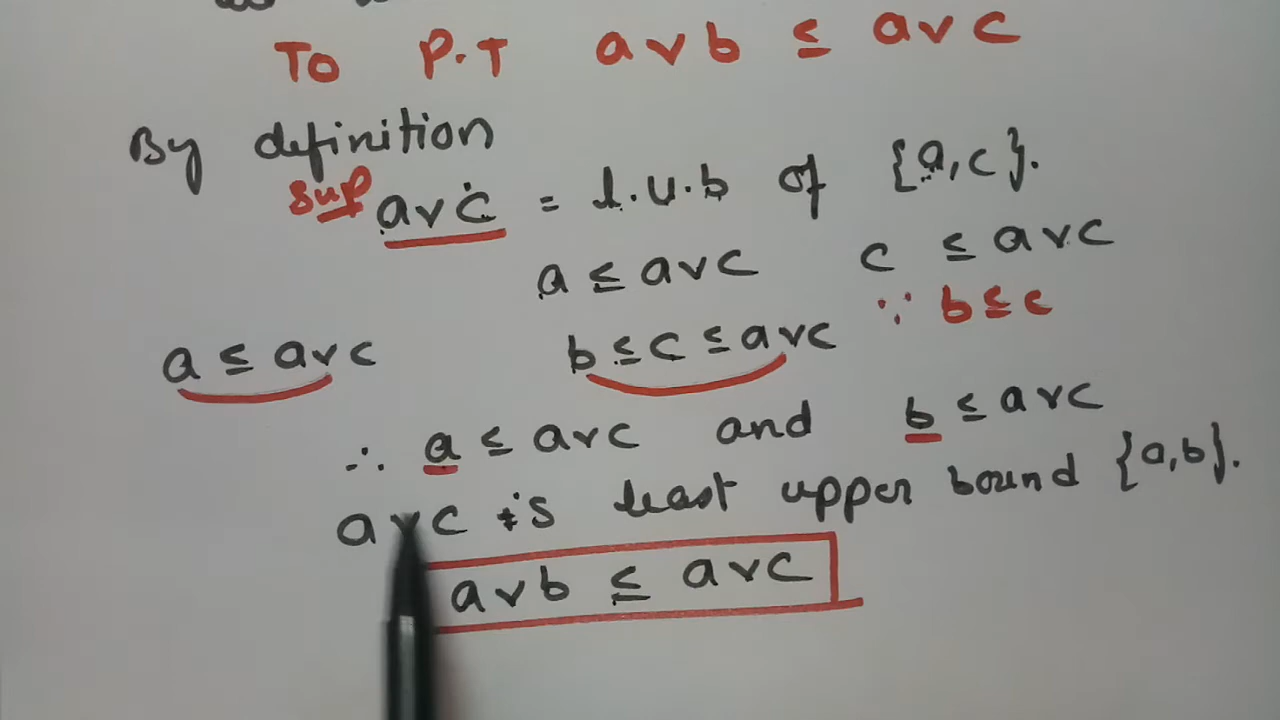 To P.T a v b ≤ a v c
By definition
sup a v c = l.u.b of {a, c}.
a ≤ a v c c ≤ a v c
∵ b ≤ c
a ≤ a v c b ≤ c ≤ a v c
∴ a ≤ a v c and b ≤ a v c
a v c is least upper bound {a, b}.
a v b ≤ a v c